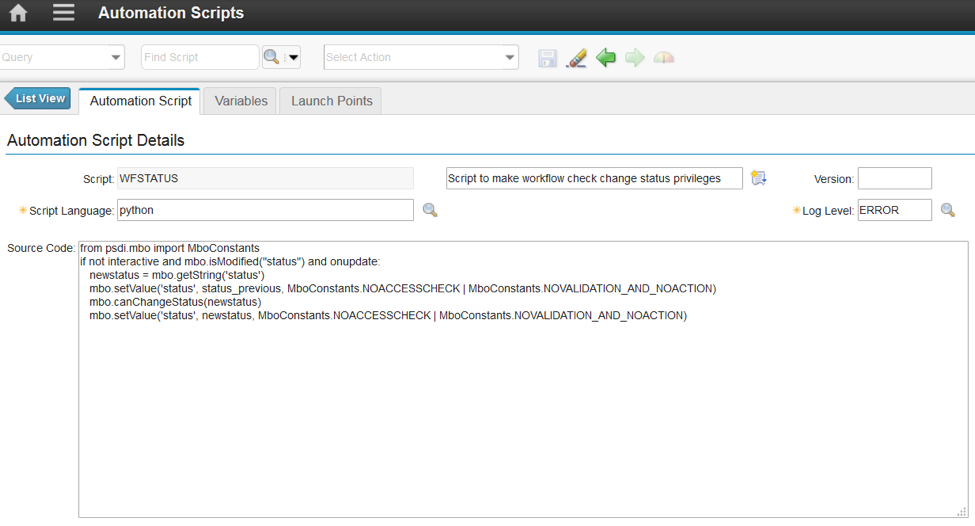 Automation Scripts
Query
Find Script
Select Action
List View
Automation Script
Variables
Launch Points
Automation Script Details
Script: WFSTATUS
Script to make workflow check change status privileges
Version:
Script Language: python
Log Level: ERROR
Source Code:
from psdi.mbo import MboConstants
if not interactive and mbo.isModified("status") and onupdate:
newstatus = mbo.getString('status')
mbo.setValue('status', status_previous, MboConstants.NOACCESSCHECK | MboConstants.NOVALIDATION_AND_NOACTION)
mbo.canChangeStatus(newstatus)
mbo.setValue('status', newstatus, MboConstants.NOACCESSCHECK | MboConstants.NOVALIDATION_AND_NOACTION)